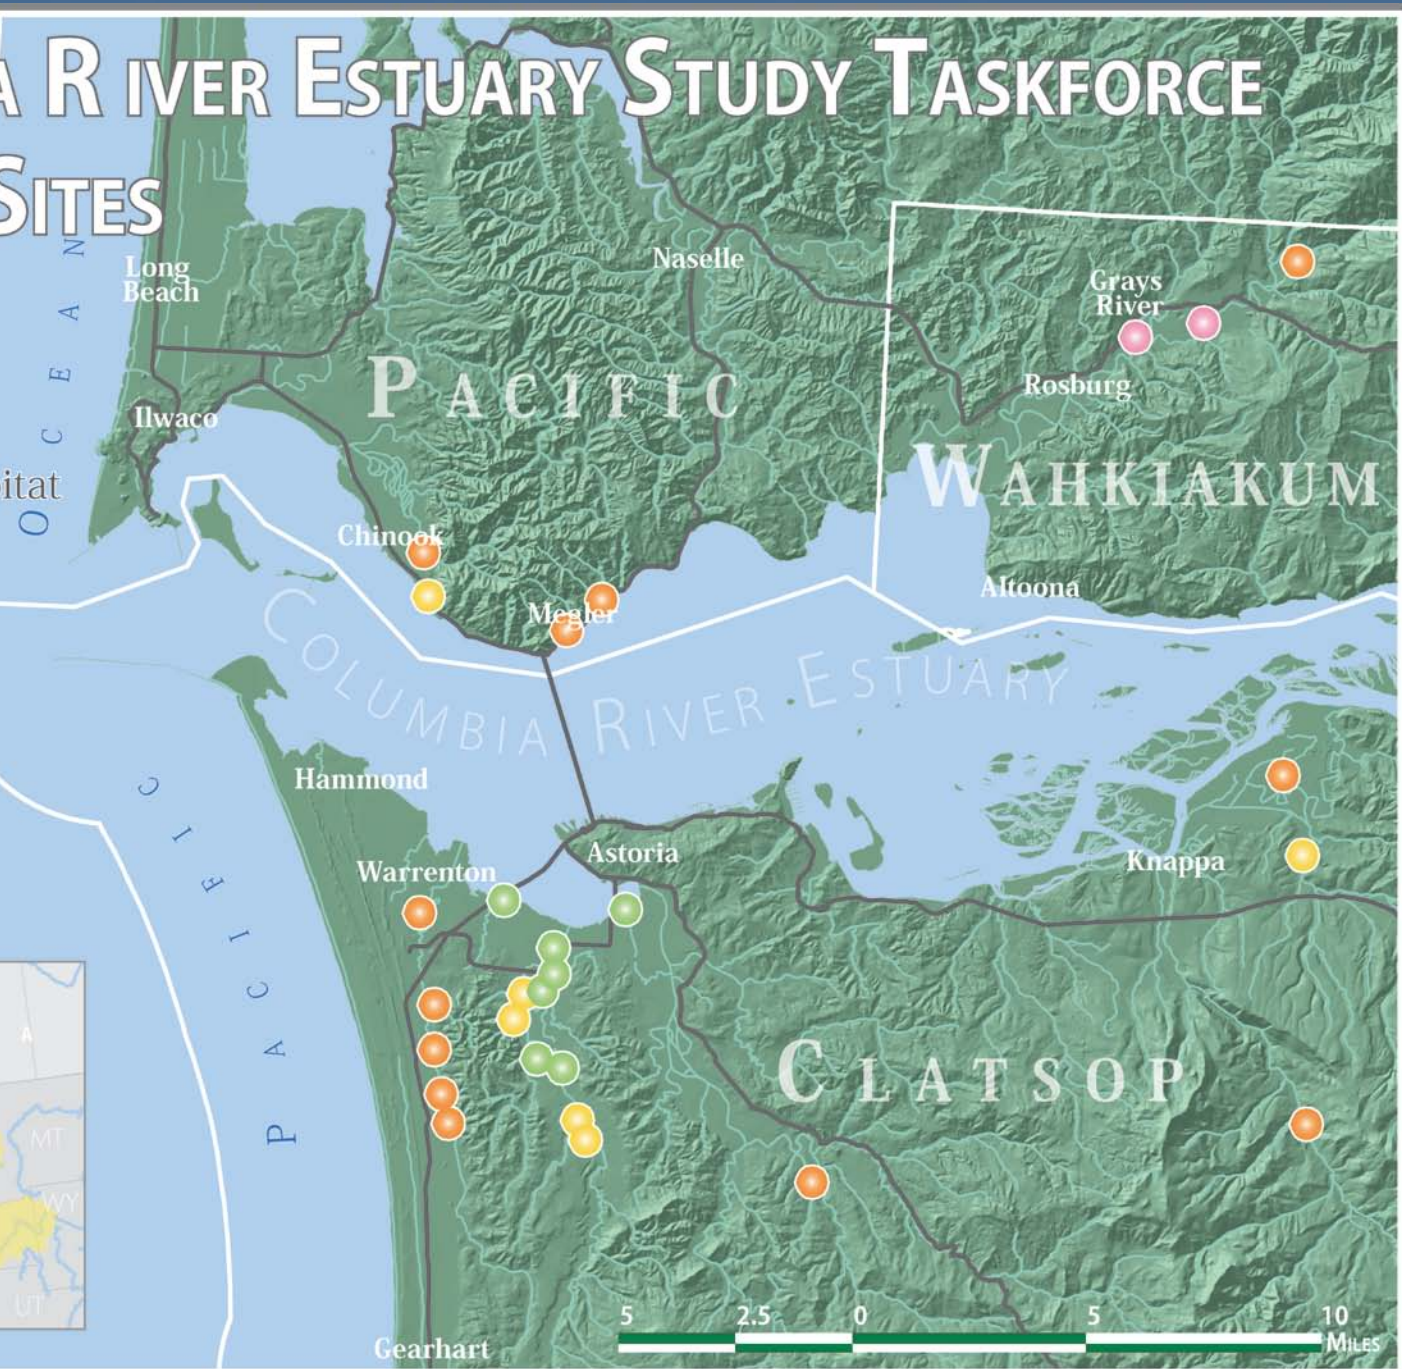 A RIVER ESTUARY STUDY TASKFORCE
SITES
Long
Beach
Naselle
Grays
River
PACIFIC
Rosburg
Ilwaco
WAHKIAKUM
itat
OCEAN
Chinook
Megler
Altoona
COLUMBIA RIVER ESTUARY
Hammond
Astoria
Warrenton
Knappa
PACIFIC
A
CLATSOP
MT
WY
UT
5 2.5 0 5 10
MILES
Gearhart